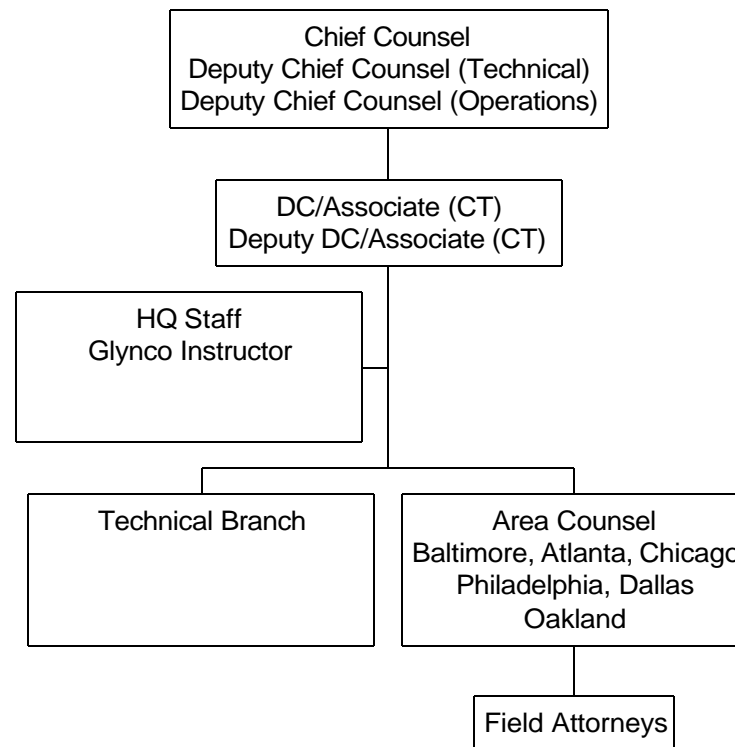 Chief Counsel
Deputy Chief Counsel (Technical)
Deputy Chief Counsel (Operations)
DC/Associate (CT)
Deputy DC/Associate (CT)
HQ Staff
Glynco Instructor
Technical Branch
Area Counsel
Baltimore, Atlanta, Chicago
Philadelphia, Dallas
Oakland
Field Attorneys